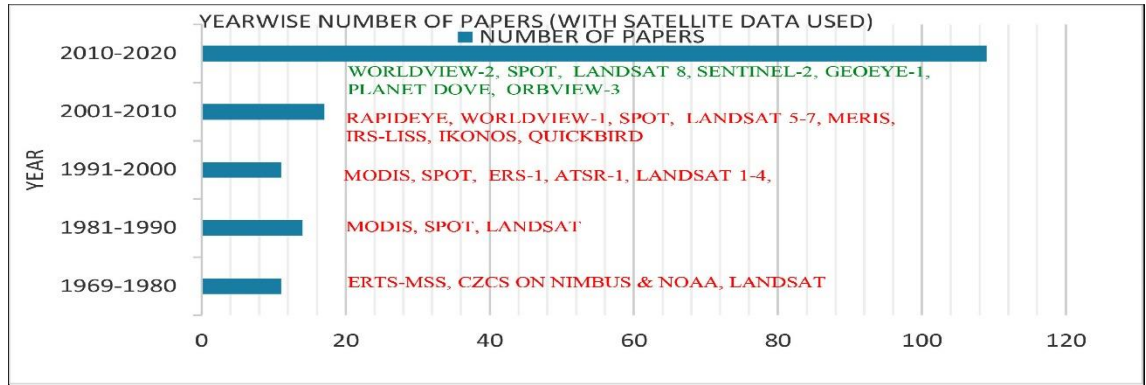 YEARWISE NUMBER OF PAPERS (WITH SATELLITE DATA USED)
NUMBER OF PAPERS
2010-2020
WORLDVIEW-2, SPOT, LANDSAT 8, SENTINEL-2, GEOEYE-1,
PLANET DOVE, ORBVIEW-3
2001-2010
RAPIDEYE, WORLDVIEW-1, SPOT, LANDSAT 5-7, MERIS,
IRS-LISS, IKONOS, QUICKBIRD
YEAR
1991-2000
MODIS, SPOT, ERS-1, ATSR-1, LANDSAT 1-4,
1981-1990
MODIS, SPOT, LANDSAT
1969-1980
ERTS-MSS, CZCS ON NIMBUS & NOAA, LANDSAT
0 20 40 60 80 100 120